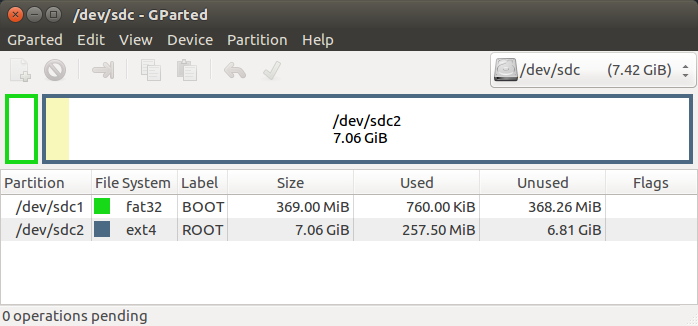 /dev/sdc - GParted
GParted Edit View Device Partition Help
/dev/sdc (7.42 GiB)
/dev/sdc2
7.06 GiB
Partition File System Label Size Used Unused Flags
/dev/sdc1 fat32 BOOT 369.00 MiB 760.00 KiB 368.26 MiB
/dev/sdc2 ext4 ROOT 7.06 GiB 257.50 MiB 6.81 GiB
0 operations pending